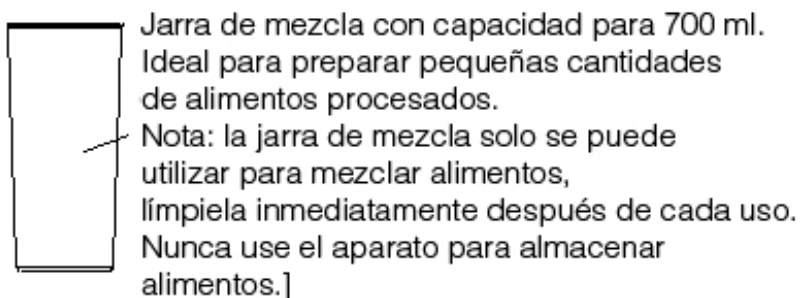 Jarra de mezcla con capacidad para 700 ml.
Ideal para preparar pequeñas cantidades
de alimentos procesados.
Nota: la jarra de mezcla solo se puede
utilizar para mezclar alimentos,
límpiela inmediatamente después de cada uso.
Nunca use el aparato para almacenar
alimentos.]